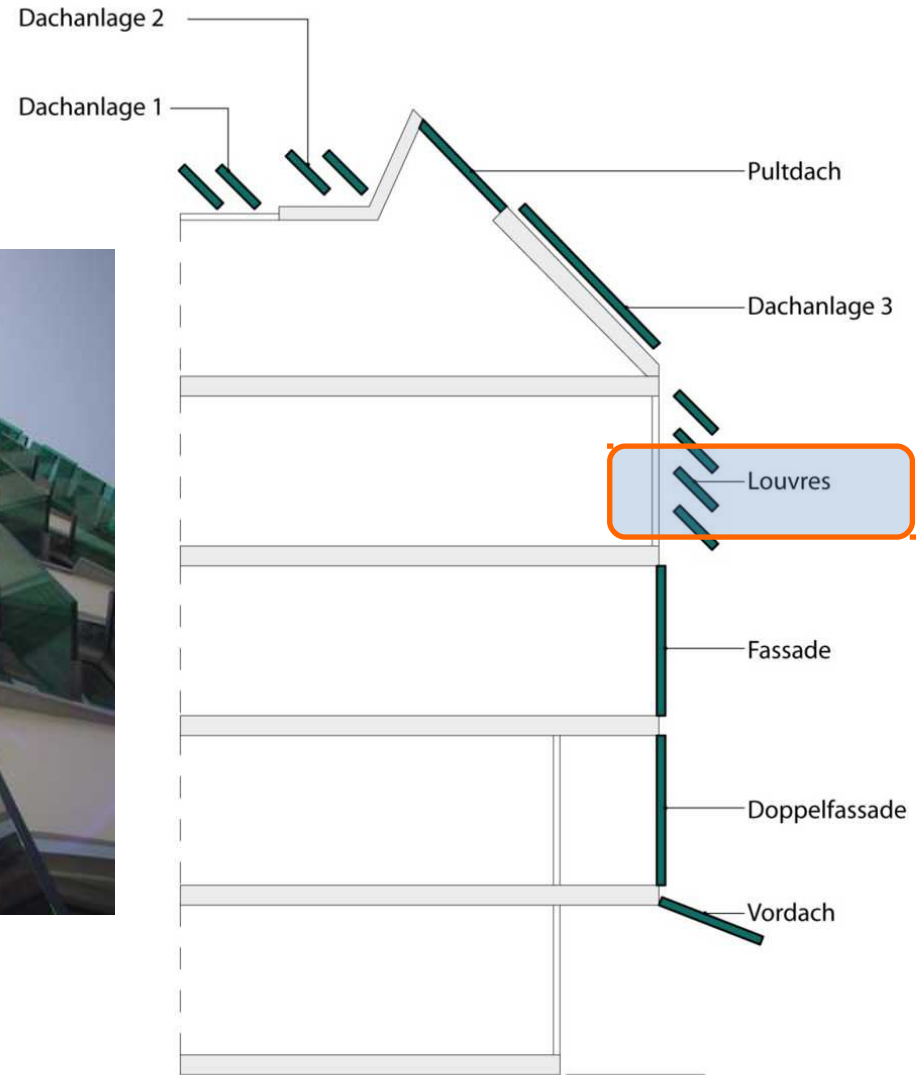 Dachanlage 2
Dachanlage 1
Pultdach
Dachanlage 3
Louvres
Fassade
Doppelfassade
Vordach